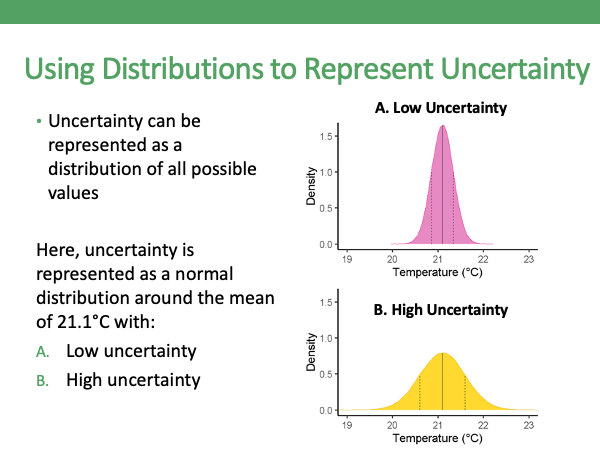 Using Distributions to Represent Uncertainty
• Uncertainty can be
represented as a
distribution of all possible
values
Here, uncertainty is
represented as a normal
distribution around the mean
of 21.1°C with:
A. Low uncertainty
B. High uncertainty
A. Low Uncertainty
Density
1.5
1.0
0.5
0.0
19 20 21 22 23
Temperature (°C)
B. High Uncertainty
Density
1.5
1.0
0.5
0.0
19 20 21 22 23
Temperature (°C)